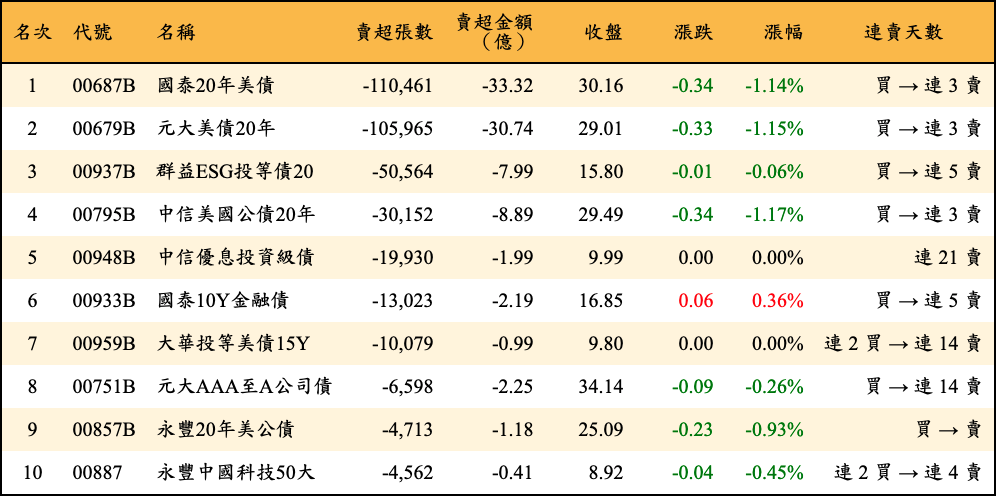 名次 代號 名稱 賣超張數 賣超金額（億） 收盤 漲跌 漲幅 連賣天數
1 00687B 國泰20年美債 -110,461 -33.32 30.16 -0.34 -1.14% 買 → 連 3 賣
2 00679B 元大美債20年 -105,965 -30.74 29.01 -0.33 -1.15% 買 → 連 3 賣
3 00937B 群益ESG投等債20 -50,564 -7.99 15.80 -0.01 -0.06% 買 → 連 5 賣
4 00795B 中信美國公債20年 -30,152 -8.89 29.49 -0.34 -1.17% 買 → 連 3 賣
5 00948B 中信優息投資級債 -19,930 -1.99 9.99 0.00 0.00% 連 21 賣
6 00933B 國泰10Y金融債 -13,023 -2.19 16.85 0.06 0.36% 買 → 連 5 賣
7 00959B 大華投等美債15Y -10,079 -0.99 9.80 0.00 0.00% 連 2 買 → 連 14 賣
8 00751B 元大AAA至A公司債 -6,598 -2.25 34.14 -0.09 -0.26% 買 → 連 14 賣
9 00857B 永豐20年美公債 -4,713 -1.18 25.09 -0.23 -0.93% 買 → 賣
10 00887 永豐中國科技50大 -4,562 -0.41 8.92 -0.04 -0.45% 連 2 買 → 連 4 賣